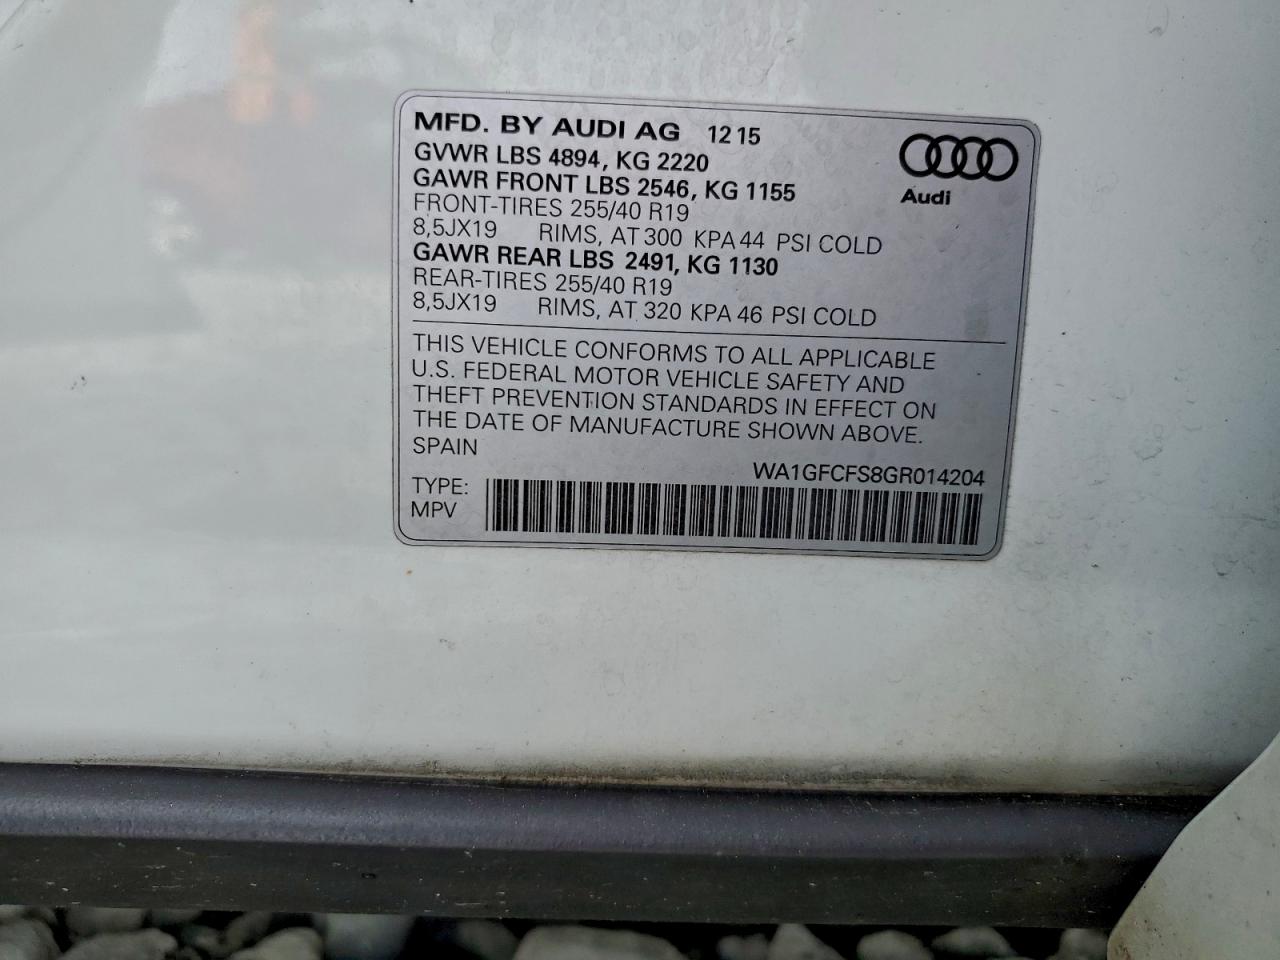 MFD. BY AUDI AG 12 15
GVWR LBS 4894, KG 2220
GAWR FRONT LBS 2546, KG 1155
FRONT-TIRES 255/40 R19
8,5JX19 RIMS, AT 300 KPA 44 PSI COLD
GAWR REAR LBS 2491, KG 1130
REAR-TIRES 255/40 R19
8,5JX19 RIMS, AT 320 KPA 46 PSI COLD
Audi
THIS VEHICLE CONFORMS TO ALL APPLICABLE
U.S. FEDERAL MOTOR VEHICLE SAFETY AND
THEFT PREVENTION STANDARDS IN EFFECT ON
THE DATE OF MANUFACTURE SHOWN ABOVE.
SPAIN
WA1GFCFS8GR014204
TYPE:
MPV